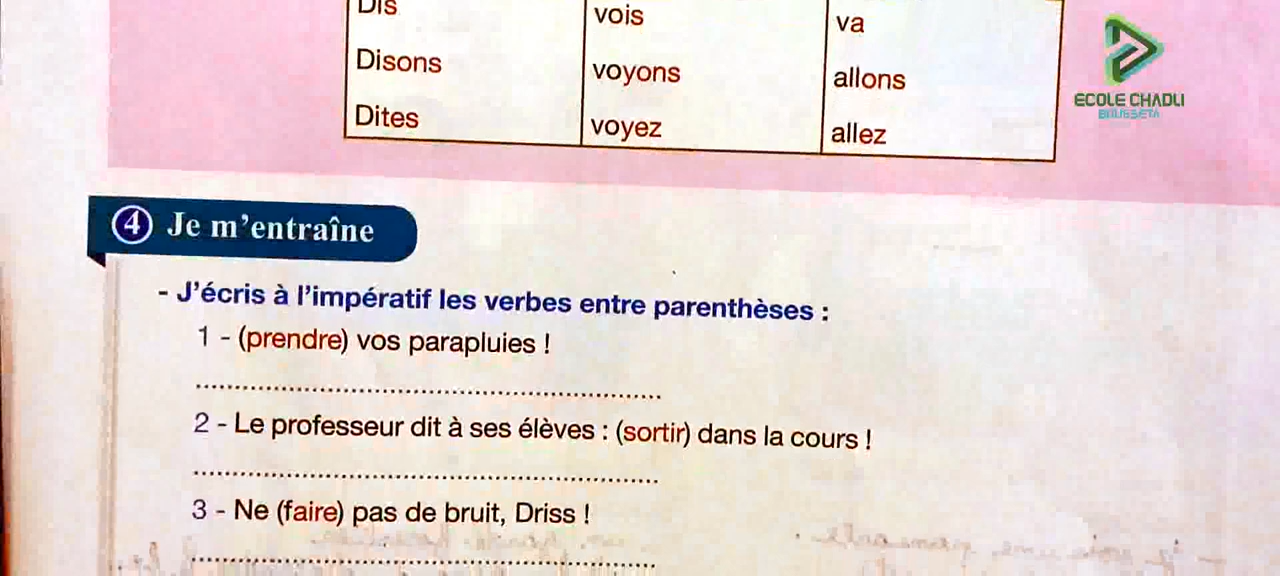 Dis vois va
Disons voyons allons
Dites voyez allez
ECOLE CHADLI
4 Je m'entraîne
- J'écris à l'impératif les verbes entre parenthèses :
1 - (prendre) vos parapluies !
2 - Le professeur dit à ses élèves : (sortir) dans la cours !
3 - Ne (faire) pas de bruit, Driss !